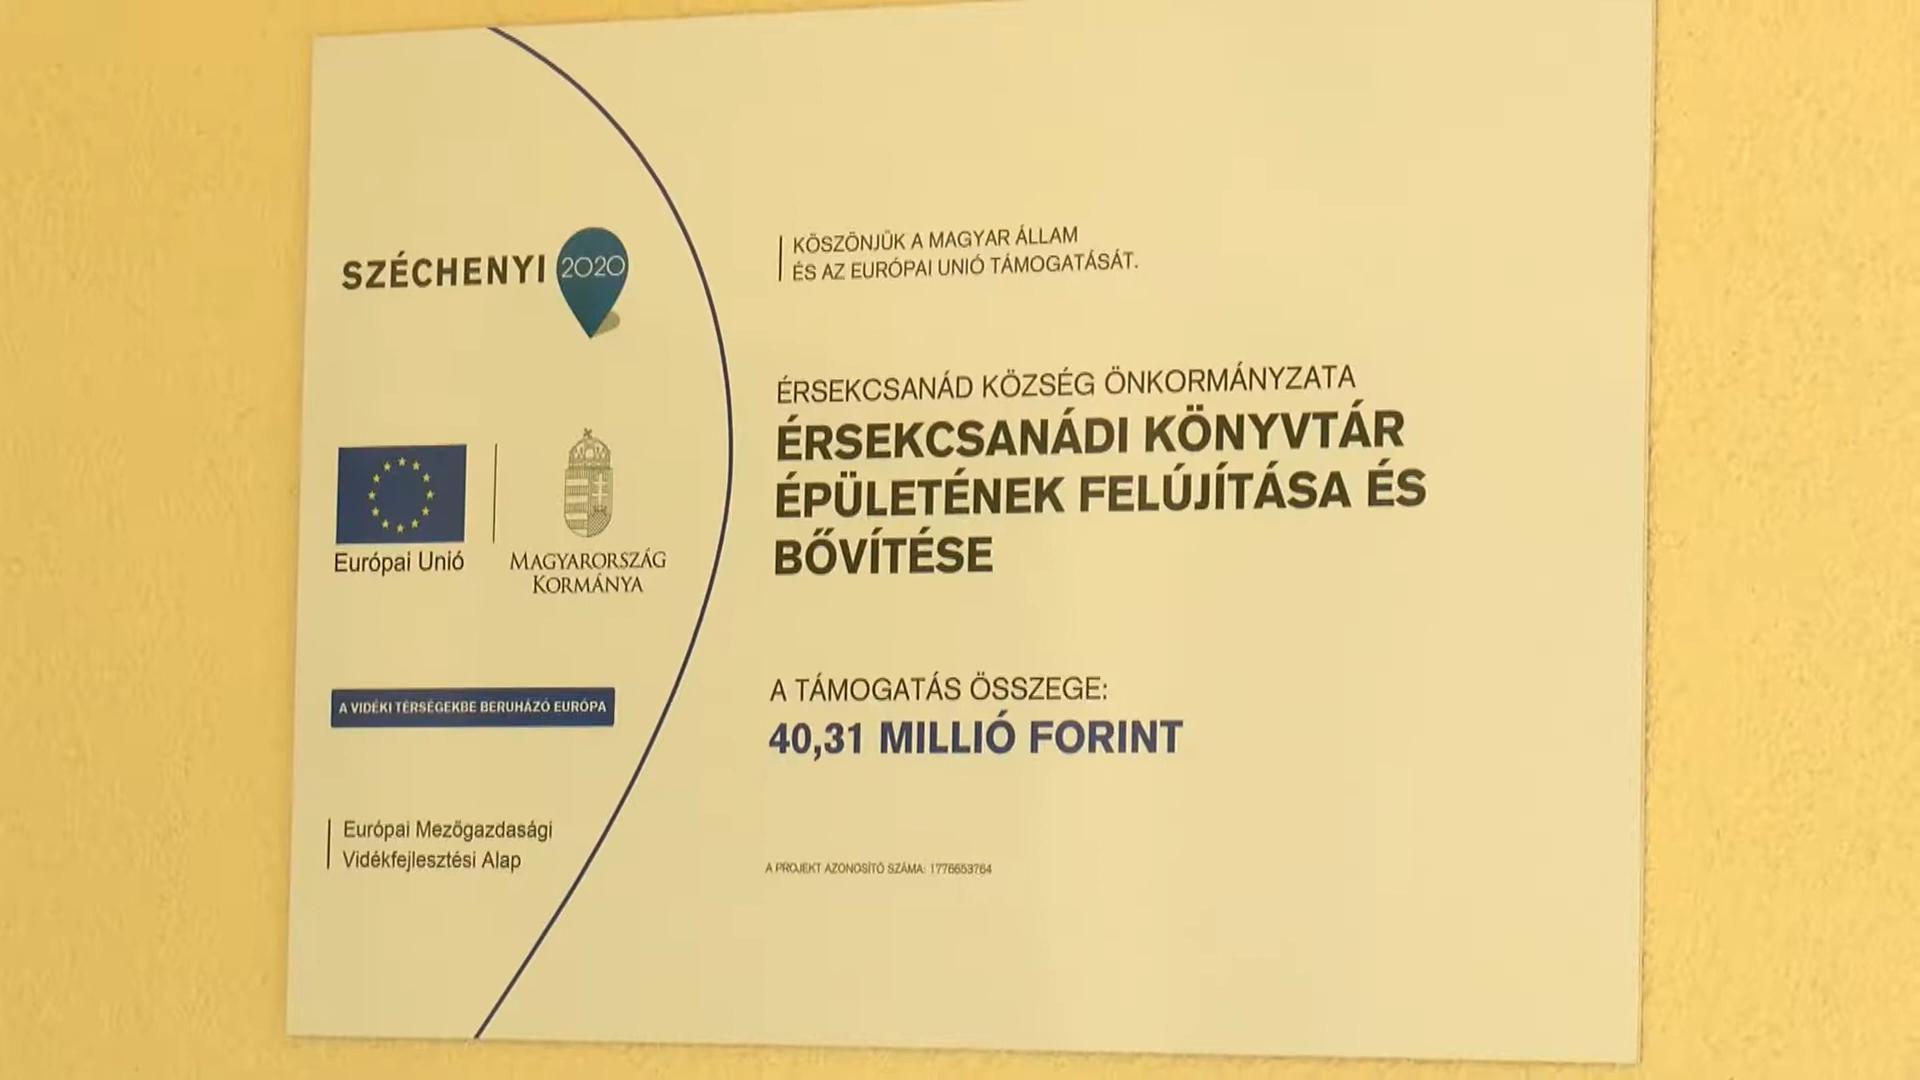 SZÉCHENYI 2020
Európai Unió
MAGYARORSZÁG
KORMÁNYA
A VIDÉKI TÉRSÉGEKBE BERUHÁZÓ EURÓPA
Európai Mezőgazdasági
Vidékfejlesztési Alap
KÖSZÖNJÜK A MAGYAR ÁLLAM
ÉS AZ EURÓPAI UNIÓ TÁMOGATÁSÁT.
ÉRSEKCSANÁD KÖZSÉG ÖNKORMÁNYZATA
ÉRSEKCSANÁDI KÖNYVTÁR
ÉPÜLETÉNEK FELÚJÍTÁSA ÉS
BŐVÍTÉSE
A TÁMOGATÁS ÖSSZEGE:
40,31 MILLIÓ FORINT
A PROJEKT AZONOSÍTÓ SZÁMA: 1776653764